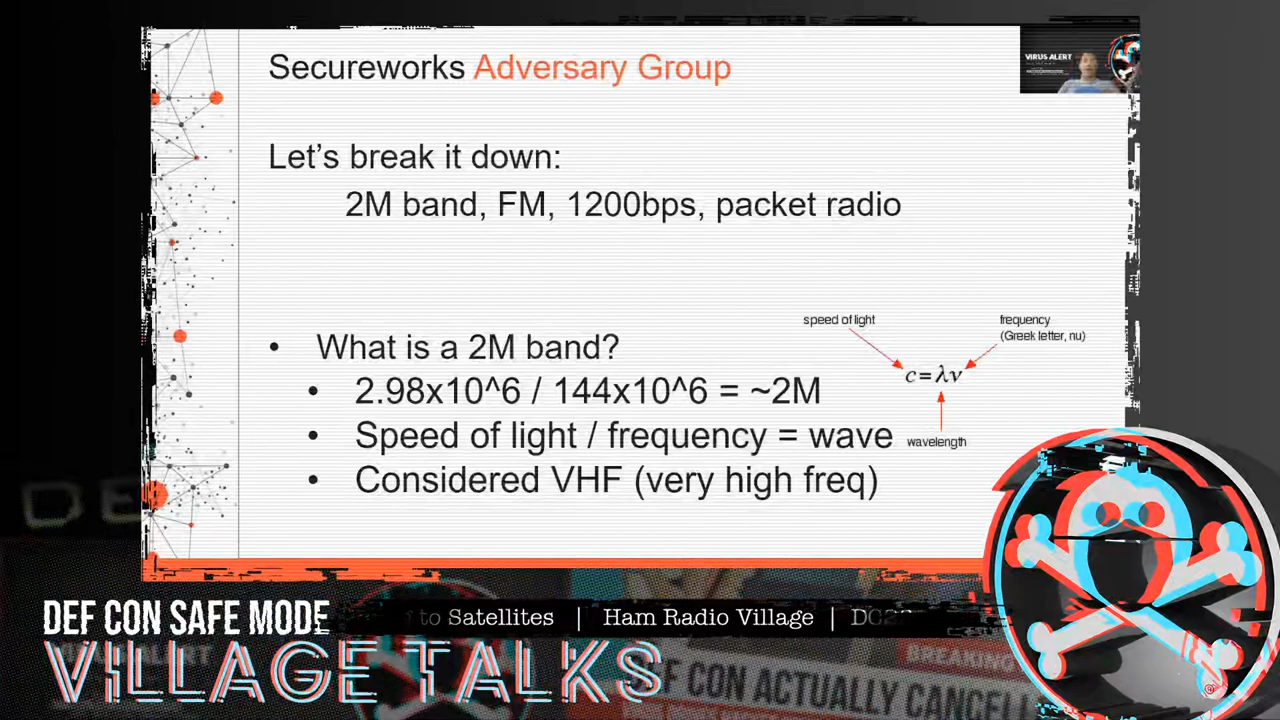 Secureworks Adversary Group
VIRUS ALERT
Let's break it down:
2M band, FM, 1200bps, packet radio
speed of light
frequency
(Greek letter, nu)
c=λν
wavelength
• What is a 2M band?
• 2.98x10^6 / 144x10^6 = ~2M
• Speed of light / frequency = wave
• Considered VHF (very high freq)
DEF CON SAFE MODE
to Satellites | Ham Radio Village |
VILLAGE TALKS
BREAKING
DEF CON ACTUALLY